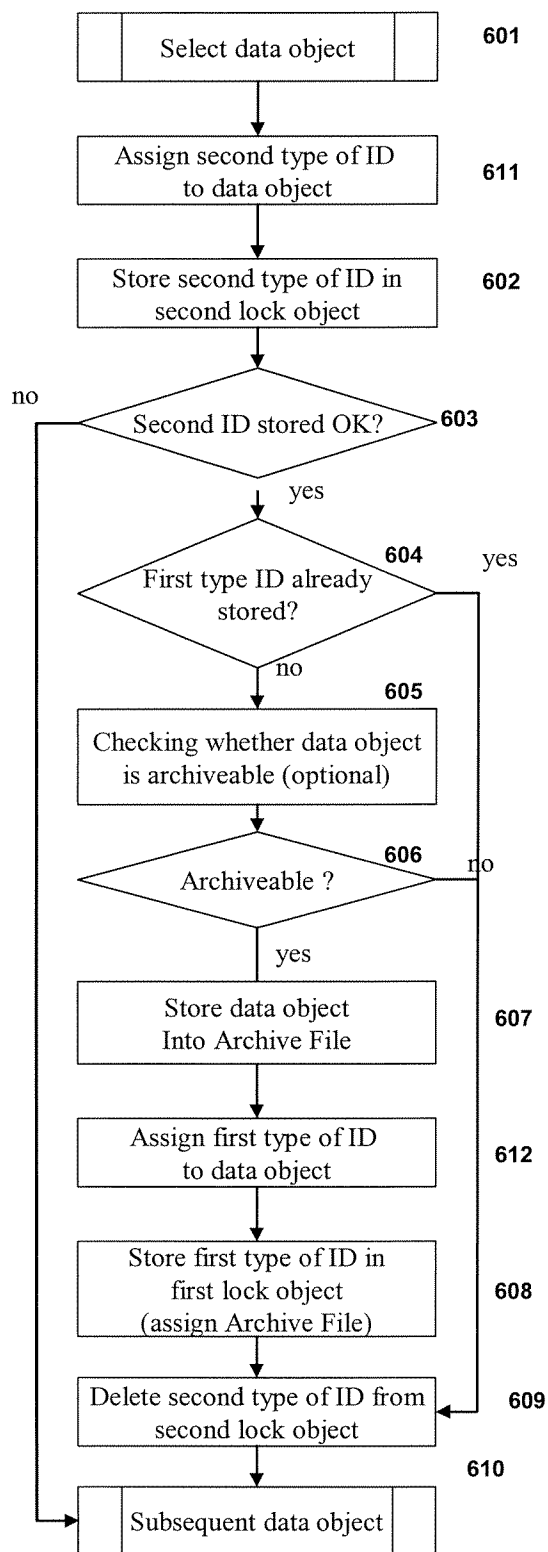 Select data object
601
Assign second type of ID
to data object
611
Store second type of ID in
second lock object
602
no
Second ID stored OK?
603
yes
604
yes
First type ID already
stored?
no
605
Checking whether data object
is archiveable (optional)
606
no
Archiveable ?
yes
Store data object
Into Archive File
607
Assign first type of ID
to data object
612
Store first type of ID in
first lock object
(assign Archive File)
608
Delete second type of ID from
second lock object
609
610
Subsequent data object